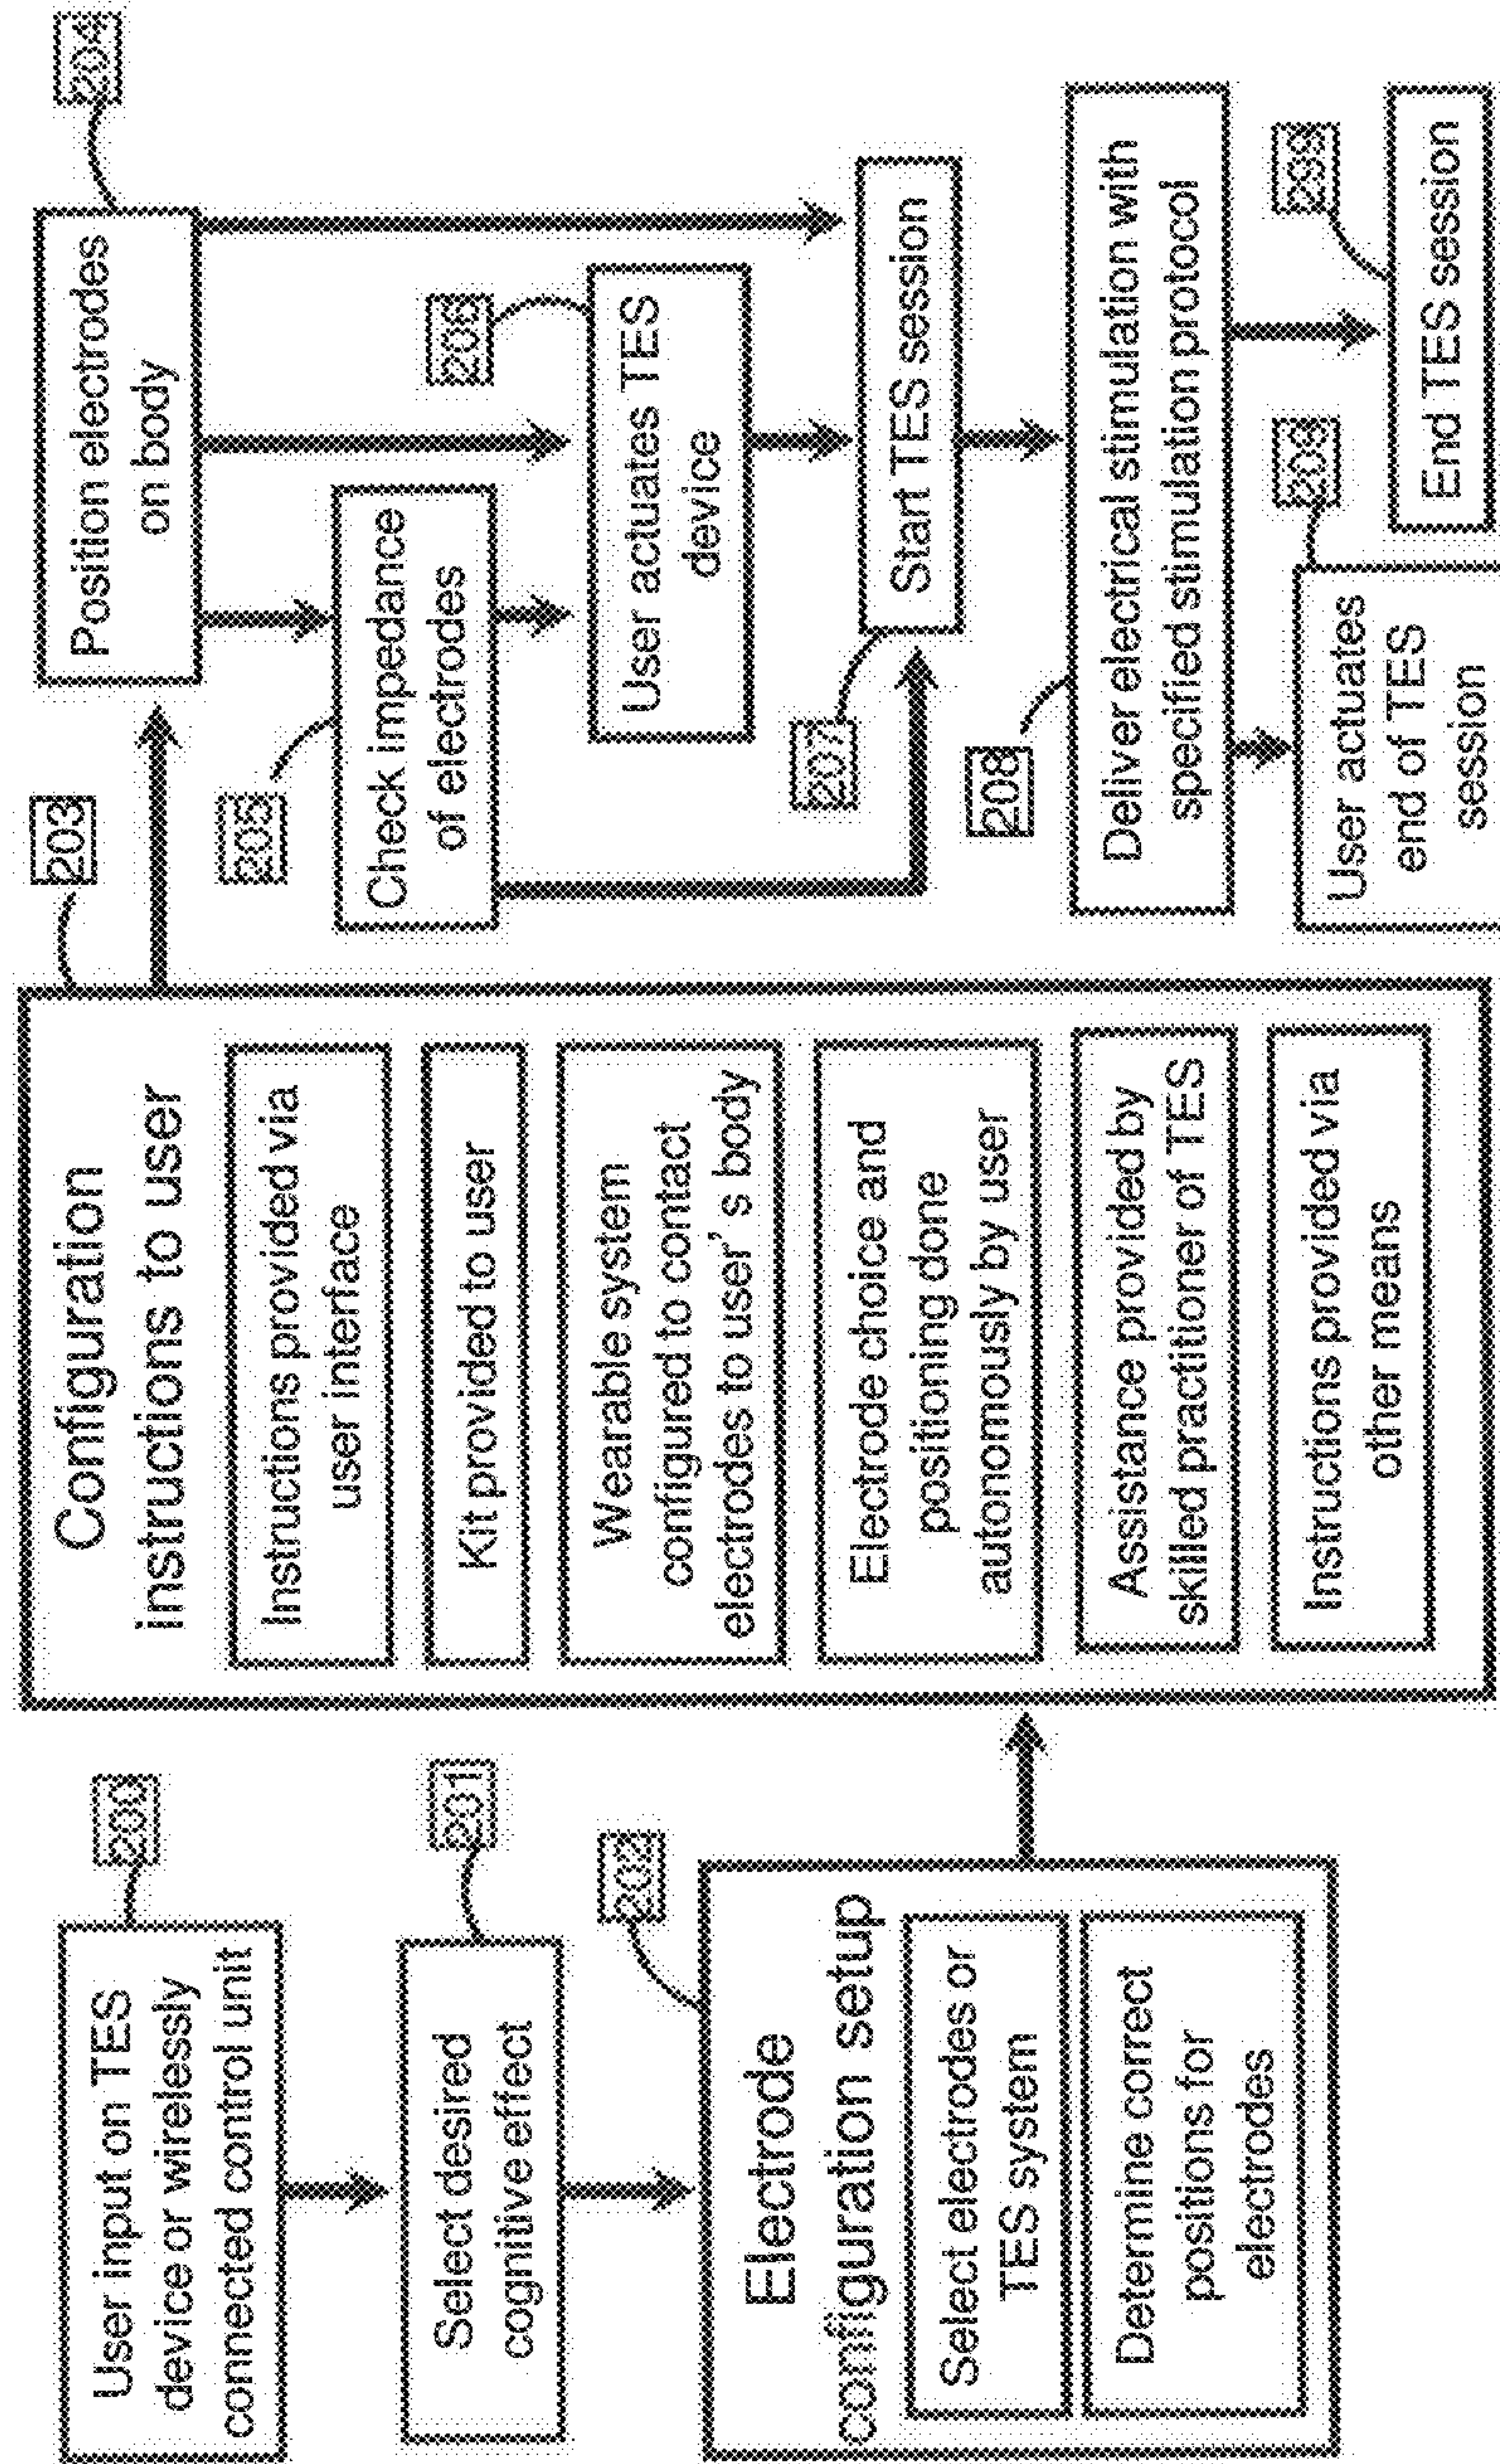 200
User input on TES
device or wirelessly
connected control unit
201
Select desired
cognitive effect
202
Electrode
configuration setup
Select electrodes or
TES system
Determine correct
positions for
electrodes
203
Configuration
instructions to user
Instructions provided via
user interface
Kit provided to user
Wearable system
configured to contact
electrodes to user's body
Electrode choice and
positioning done
autonomously by user
Assistance provided by
skilled practitioner of TES
Instructions provided via
other means
204
Position electrodes
on body
205
Check impedance
of electrodes
206
User actuates TES
device
207
Start TES session
208
Deliver electrical stimulation with
specified stimulation protocol
209
User actuates
end of TES
session
299
End TES session